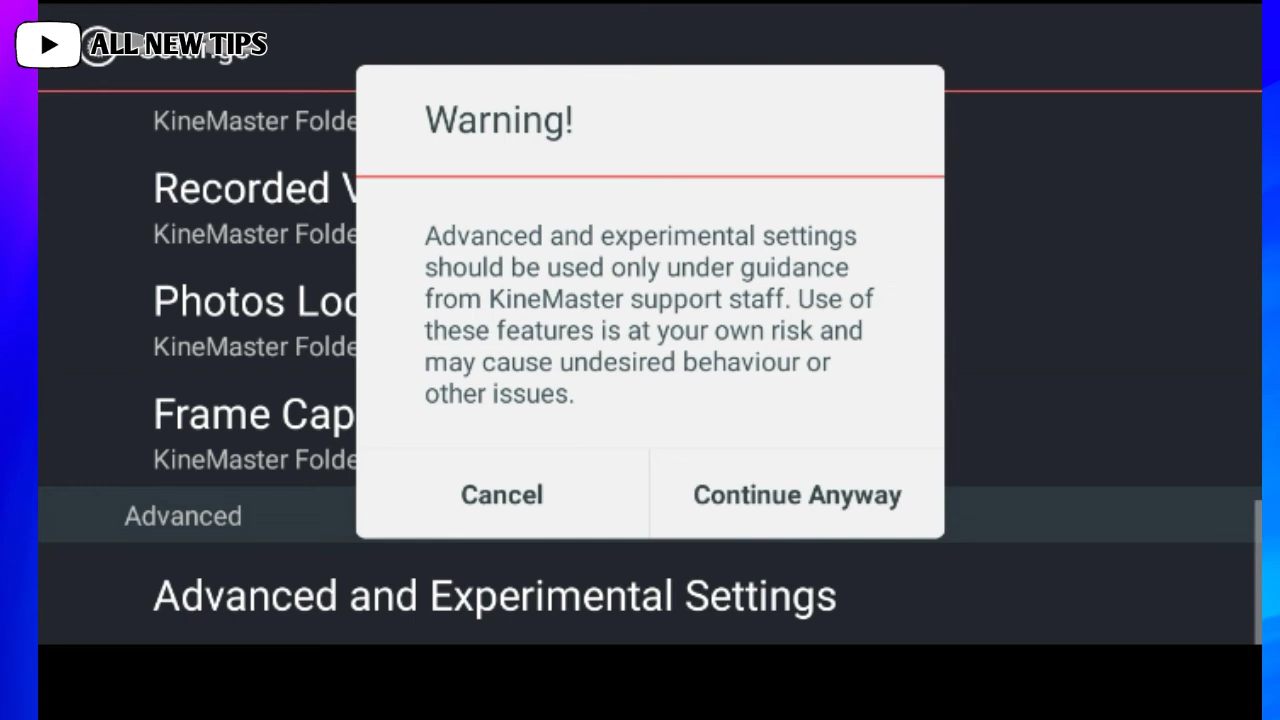 ALL NEW TIPS
Settings
Warning!
KineMaster Folde
Recorded V
KineMaster Folde
Photos Loc
KineMaster Folde
Frame Cap
KineMaster Folde
Advanced and experimental settings
should be used only under guidance
from KineMaster support staff. Use of
these features is at your own risk and
may cause undesired behaviour or
other issues.
Cancel
Continue Anyway
Advanced
Advanced and Experimental Settings